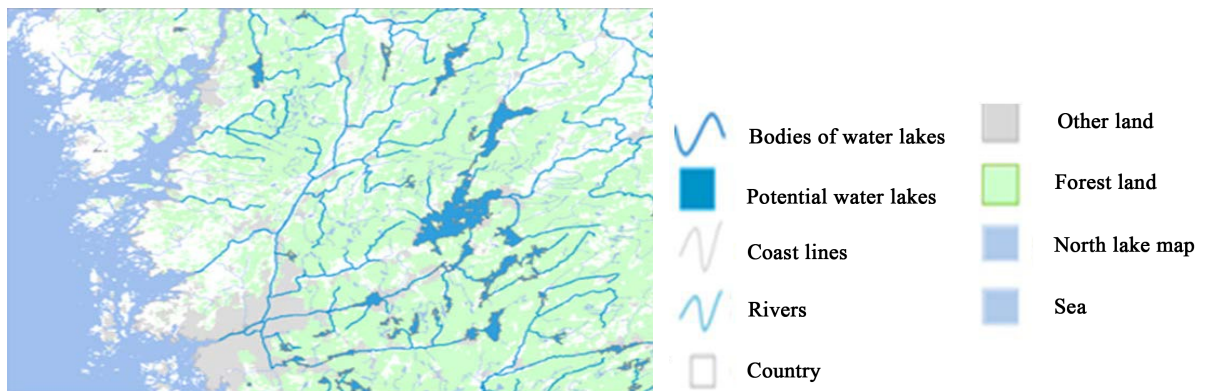 Bodies of water lakes
Potential water lakes
Coast lines
Rivers
Country
Other land
Forest land
North lake map
Sea